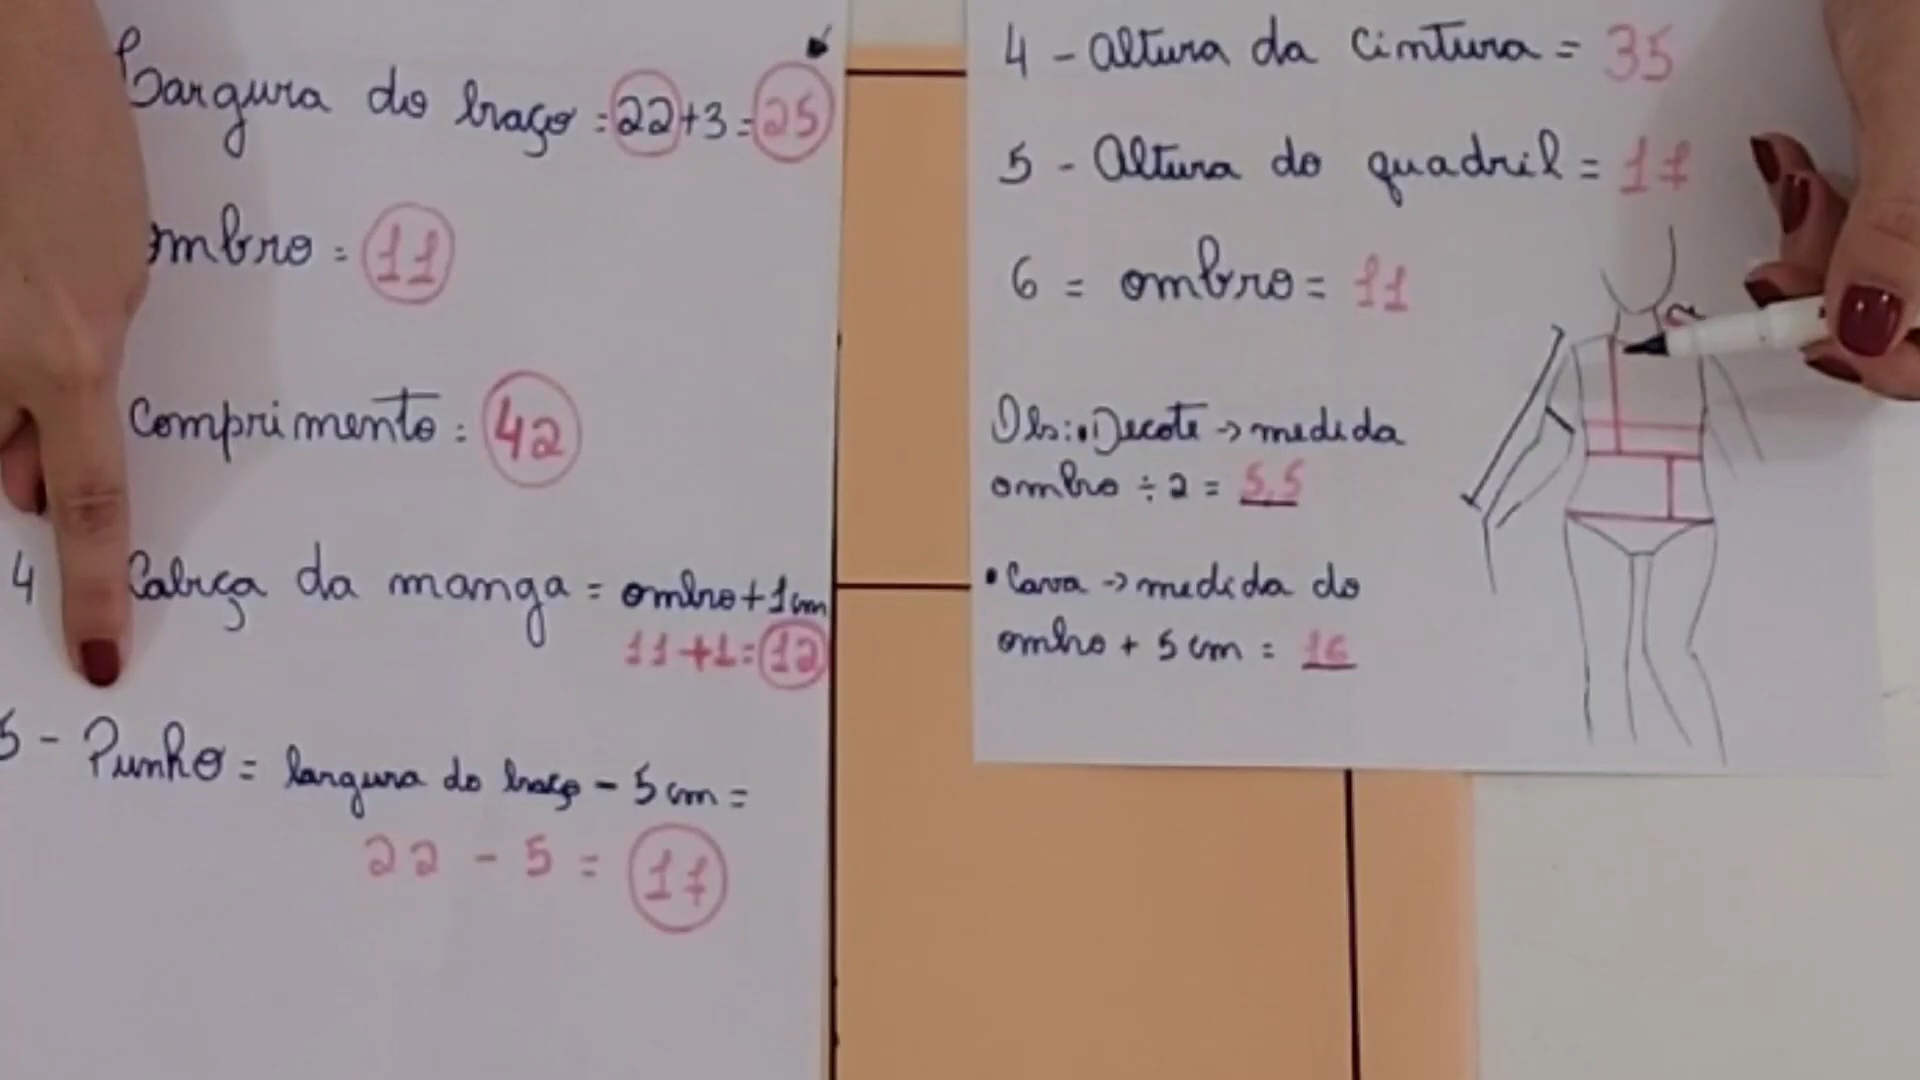 Largura do braço = 22+3 = 25
ombro = 11
Comprimento = 42
4 Cabeça da manga = ombro + 1cm
11+1=12
5 - Punho = largura do braço - 5cm =
22 - 5 = 17
4 - Altura da Cintura = 35
5 - Altura do quadril = 17
6 = ombro = 11
Obs: • Decote → medida
ombro ÷ 2 = 5,5
• Cava → medida do
ombro + 5 cm = 16